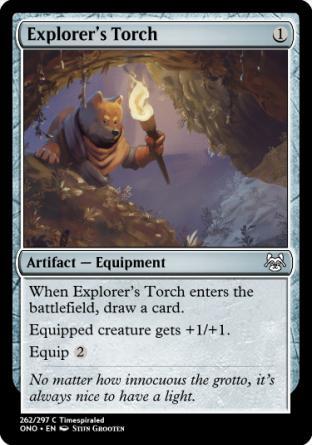 Explorer's Torch 1
Artifact — Equipment
When Explorer's Torch enters the
battlefield, draw a card.
Equipped creature gets +1/+1.
Equip 2
No matter how innocuous the grotto, it's
always nice to have a light.
262/297 C Timespiraled
ONO • EN Stin Grooten